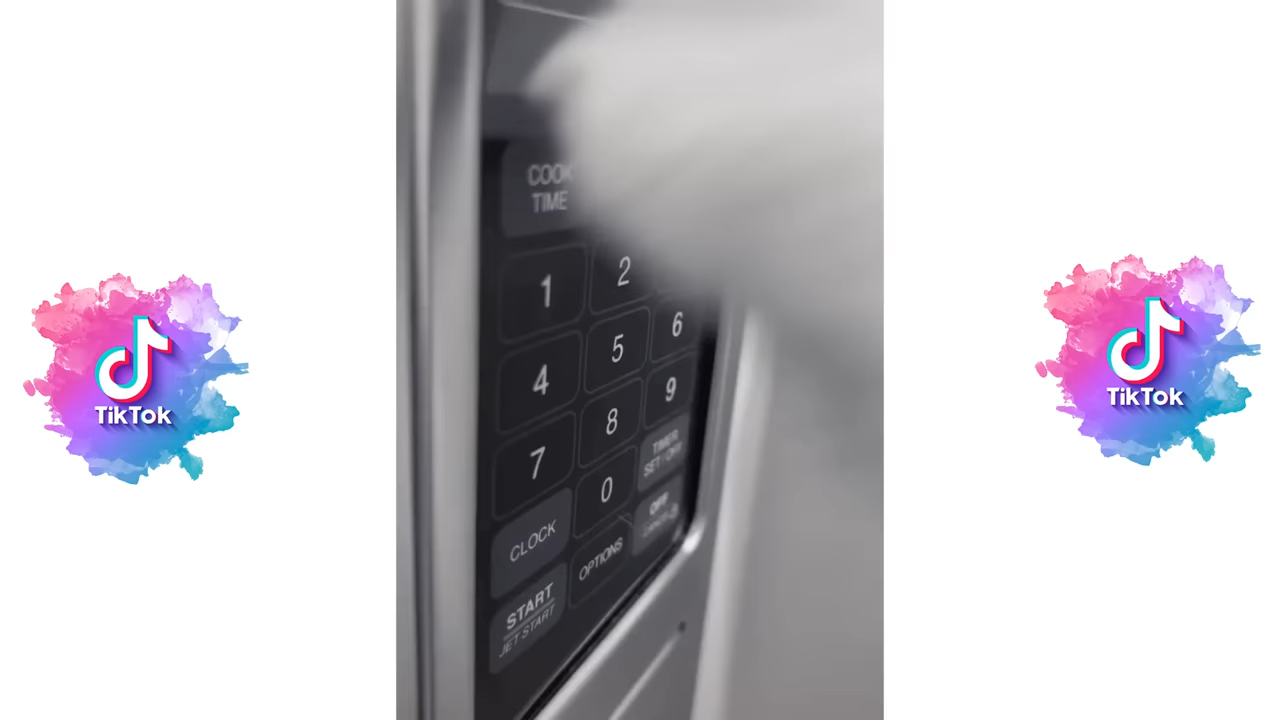 COOK
TIME
1 2
4 5 6
7 8 9
0
TIMER
SET / OFF
CLOCK
OPTIONS
OFF
START
JET START
TikTok
TikTok